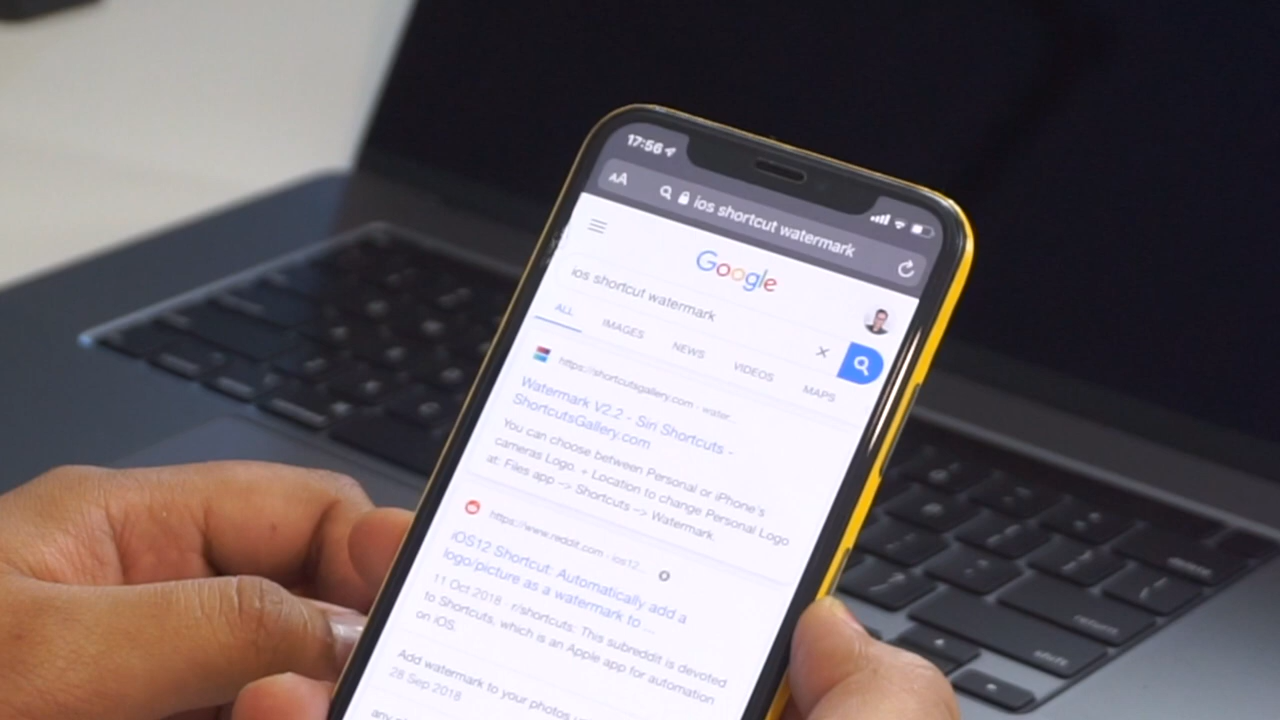 17:56
AA ios shortcut watermark
Google
ios shortcut watermark
ALL IMAGES NEWS VIDEOS MAPS
https://shortcutsgallery.com › water...
Watermark V2.2 - Siri Shortcuts -
ShortcutsGallery.com
You can choose between Personal or iPhone's
cameras Logo. + Location to change Personal Logo
at: Files app –> Shortcuts –> Watermark.
https://www.reddit.com › ios12...
iOS12 Shortcut: Automatically add a
logo/picture as a watermark to ...
11 Oct 2018 · r/shortcuts: This subreddit is devoted
to Shortcuts, which is an Apple app for automation
on iOS.
Add watermark to your photos
28 Sep 2018
any
return
shift